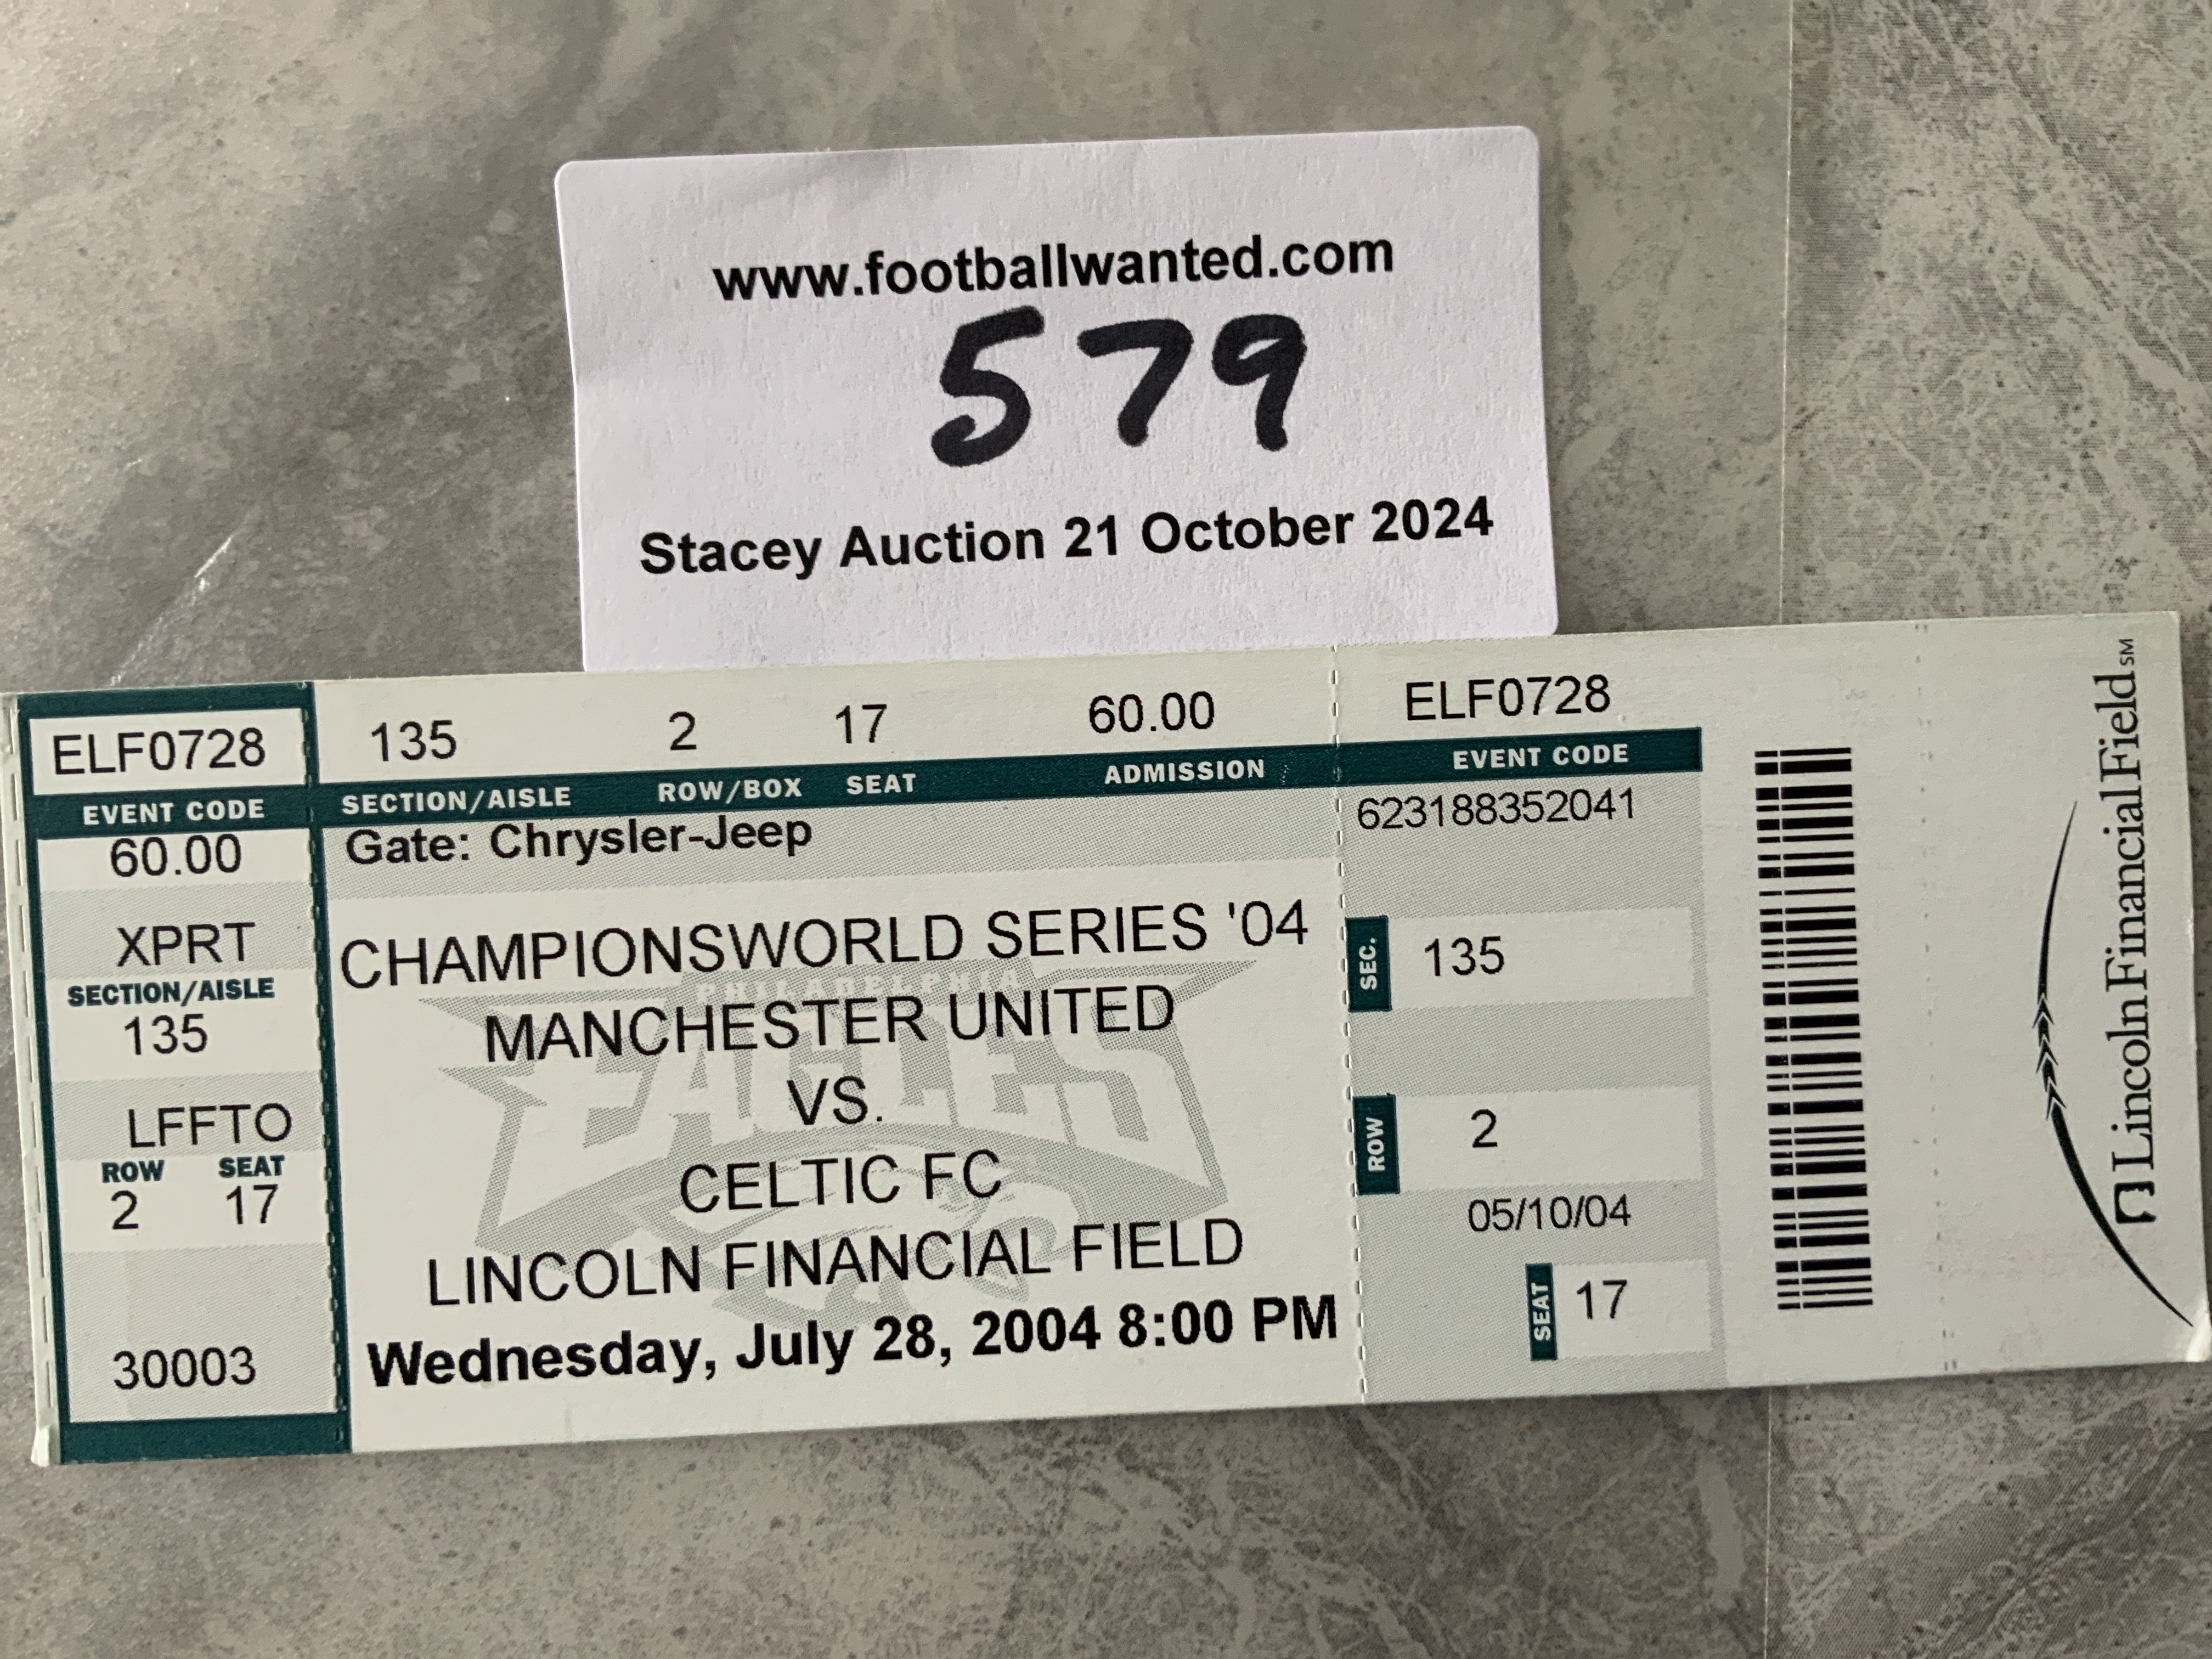 www.footballwanted.com
579
Stacey Auction 21 October 2024
ELF0728
EVENT CODE
60.00
XPRT
SECTION/AISLE
135
LFFTO
ROW SEAT
2 17
30003
135 2 17 60.00
SECTION/AISLE ROW/BOX SEAT ADMISSION
Gate: Chrysler-Jeep
CHAMPIONSWORLD SERIES '04
PHILADELPHIA
EAGLES
MANCHESTER UNITED
VS.
CELTIC FC
LINCOLN FINANCIAL FIELD
Wednesday, July 28, 2004 8:00 PM
ELF0728
EVENT CODE
623188352041
SEC. 135
ROW 2
05/10/04
SEAT 17
Lincoln Financial Field SM